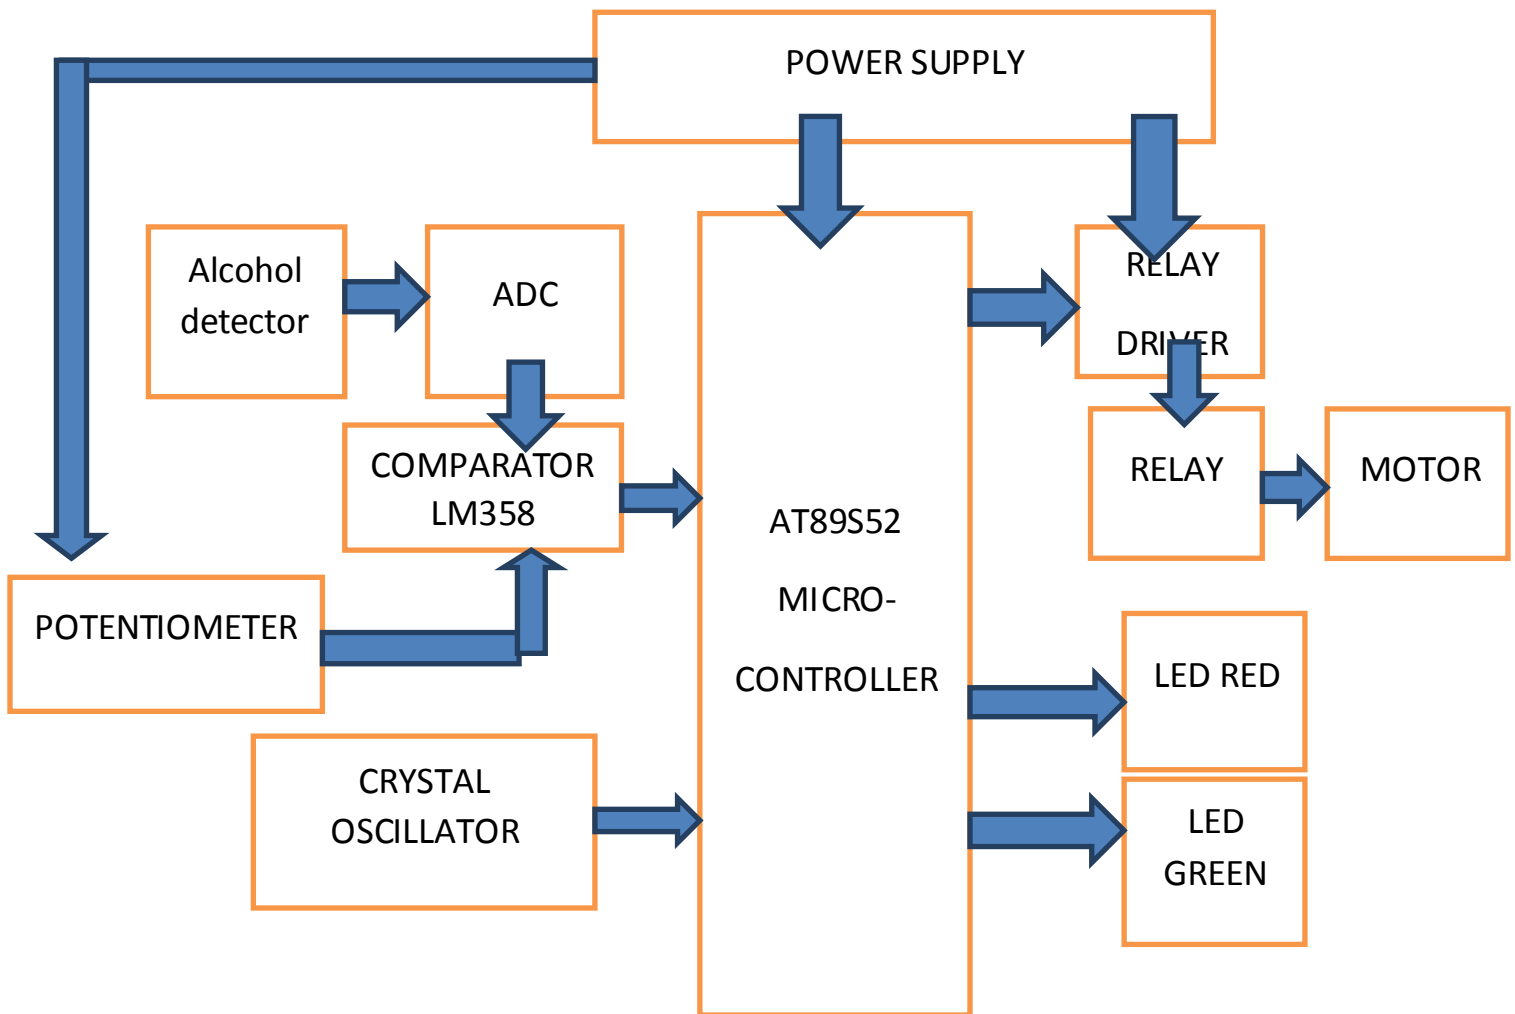 POWER SUPPLY
Alcohol
detector
ADC
RELAY
DRIVER
COMPARATOR
LM358
RELAY
MOTOR
AT89S52
MICRO-
CONTROLLER
POTENTIOMETER
LED RED
CRYSTAL
OSCILLATOR
LED
GREEN